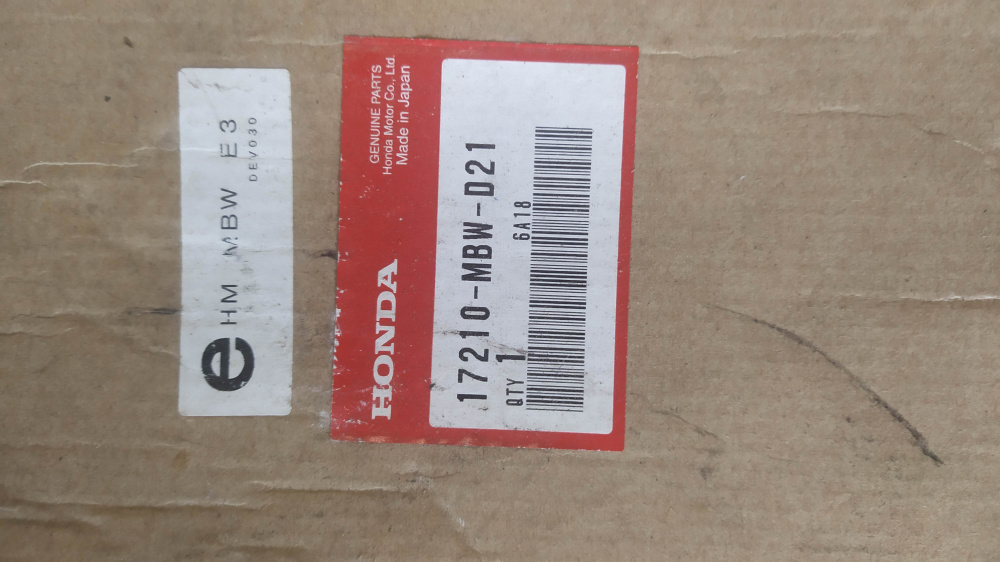 e HM MBW E3
DEV030
HONDA
GENUINE PARTS
Honda Motor Co., Ltd.
Made in Japan
17210-MBW-D21
QTY 1
6A18